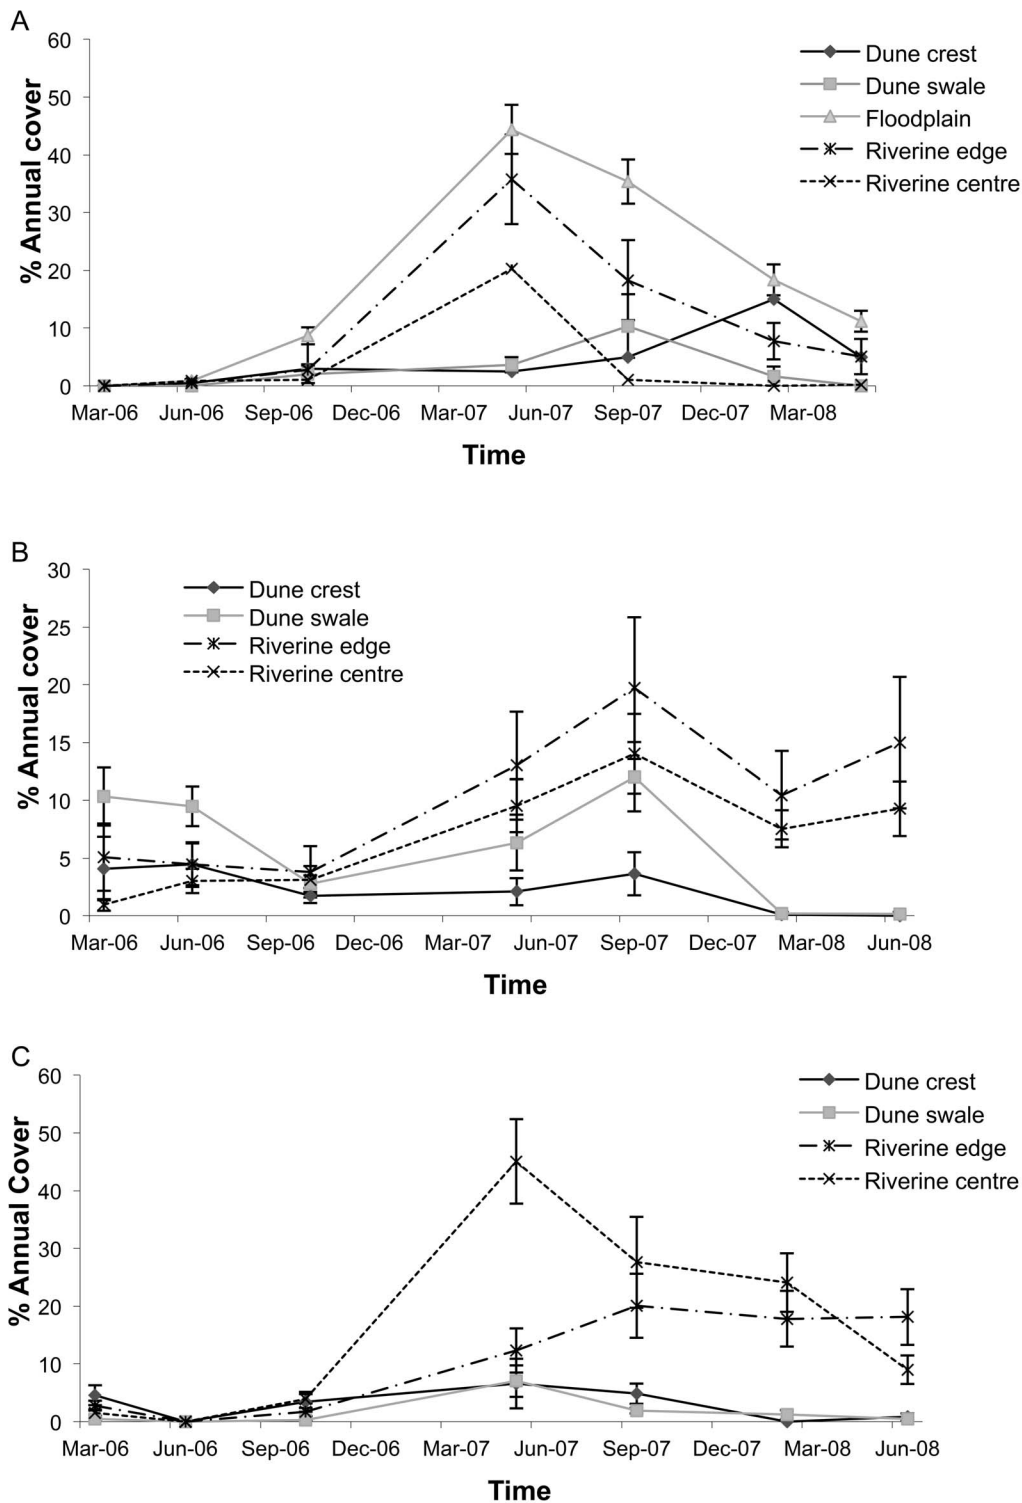 A
60
50
40
30
20
10
0
% Annual cover
Dune crest
Dune swale
Floodplain
Riverine edge
Riverine centre
Mar-06 Jun-06 Sep-06 Dec-06 Mar-07 Jun-07 Sep-07 Dec-07 Mar-08
Time
B
30
25
20
15
10
5
0
% Annual cover
Dune crest
Dune swale
Riverine edge
Riverine centre
Mar-06 Jun-06 Sep-06 Dec-06 Mar-07 Jun-07 Sep-07 Dec-07 Mar-08 Jun-08
Time
C
60
50
40
30
20
10
0
% Annual Cover
Dune crest
Dune swale
Riverine edge
Riverine centre
Mar-06 Jun-06 Sep-06 Dec-06 Mar-07 Jun-07 Sep-07 Dec-07 Mar-08 Jun-08
Time